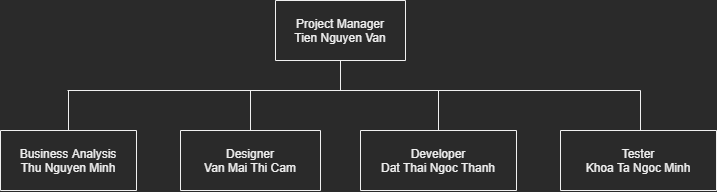 Project Manager
Tien Nguyen Van
Business Analysis
Thu Nguyen Minh
Designer
Van Mai Thi Cam
Developer
Dat Thai Ngoc Thanh
Tester
Khoa Ta Ngoc Minh